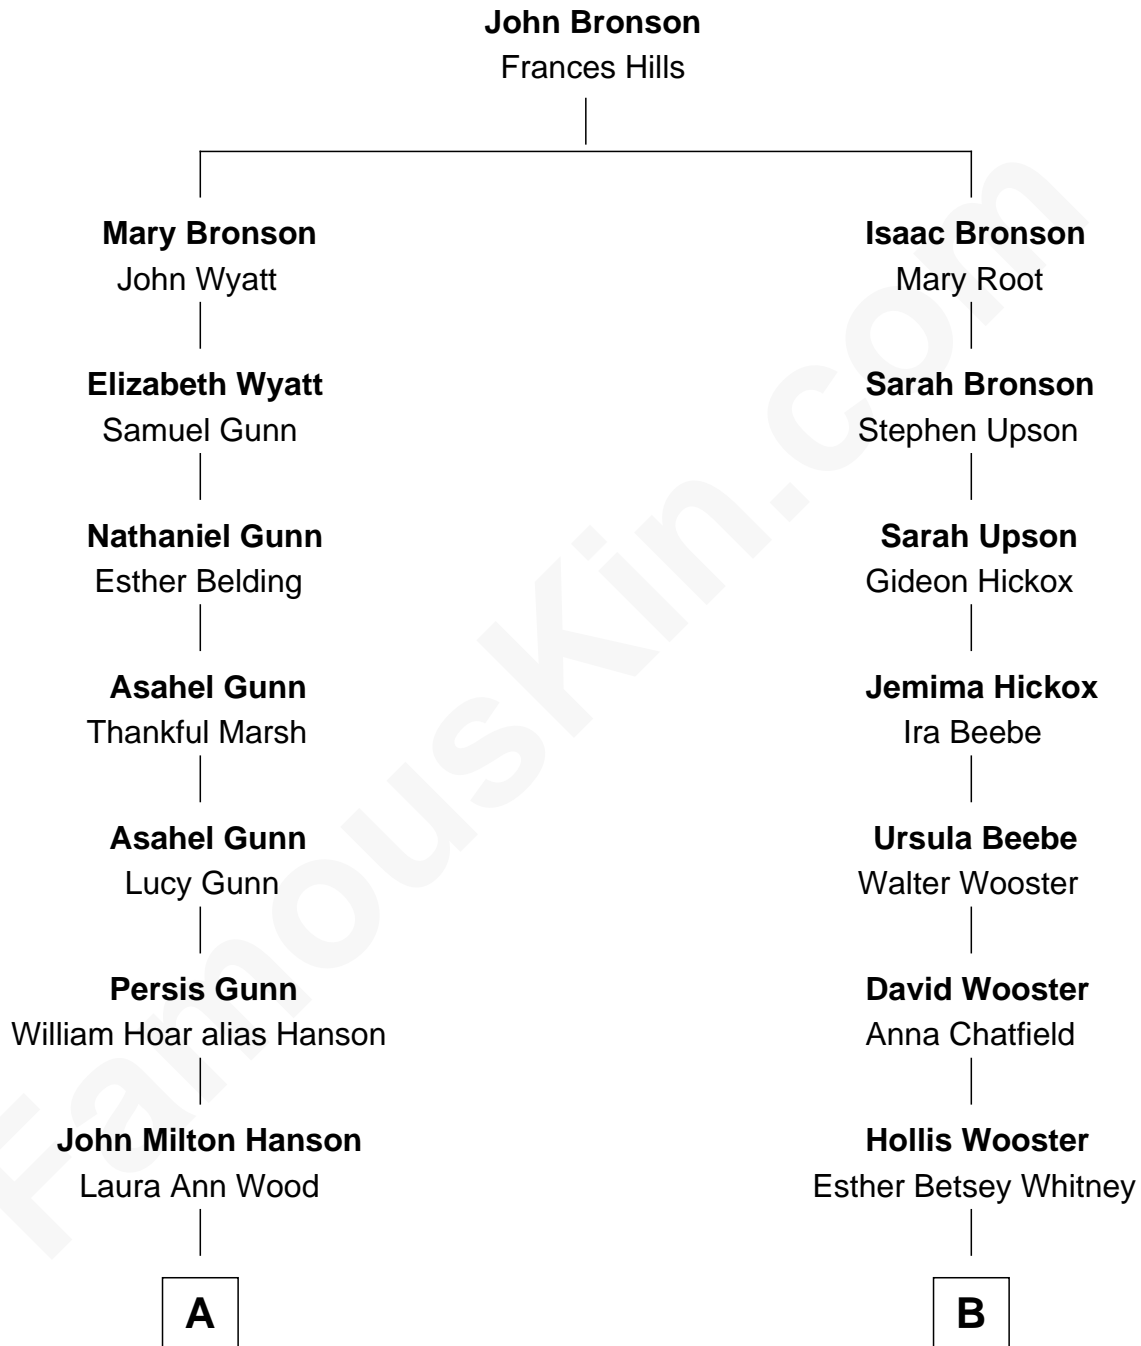 John Bronson
Frances Hills
Mary Bronson
John Wyatt
Isaac Bronson
Mary Root
Elizabeth Wyatt
Samuel Gunn
Sarah Bronson
Stephen Upson
Nathaniel Gunn
Esther Belding
Sarah Upson
Gideon Hickox
Asahel Gunn
Thankful Marsh
Jemima Hickox
Ira Beebe
Asahel Gunn
Lucy Gunn
Ursula Beebe
Walter Wooster
Persis Gunn
William Hoar alias Hanson
David Wooster
Anna Chatfield
John Milton Hanson
Laura Ann Wood
Hollis Wooster
Esther Betsey Whitney
A
B
FamousKin.com